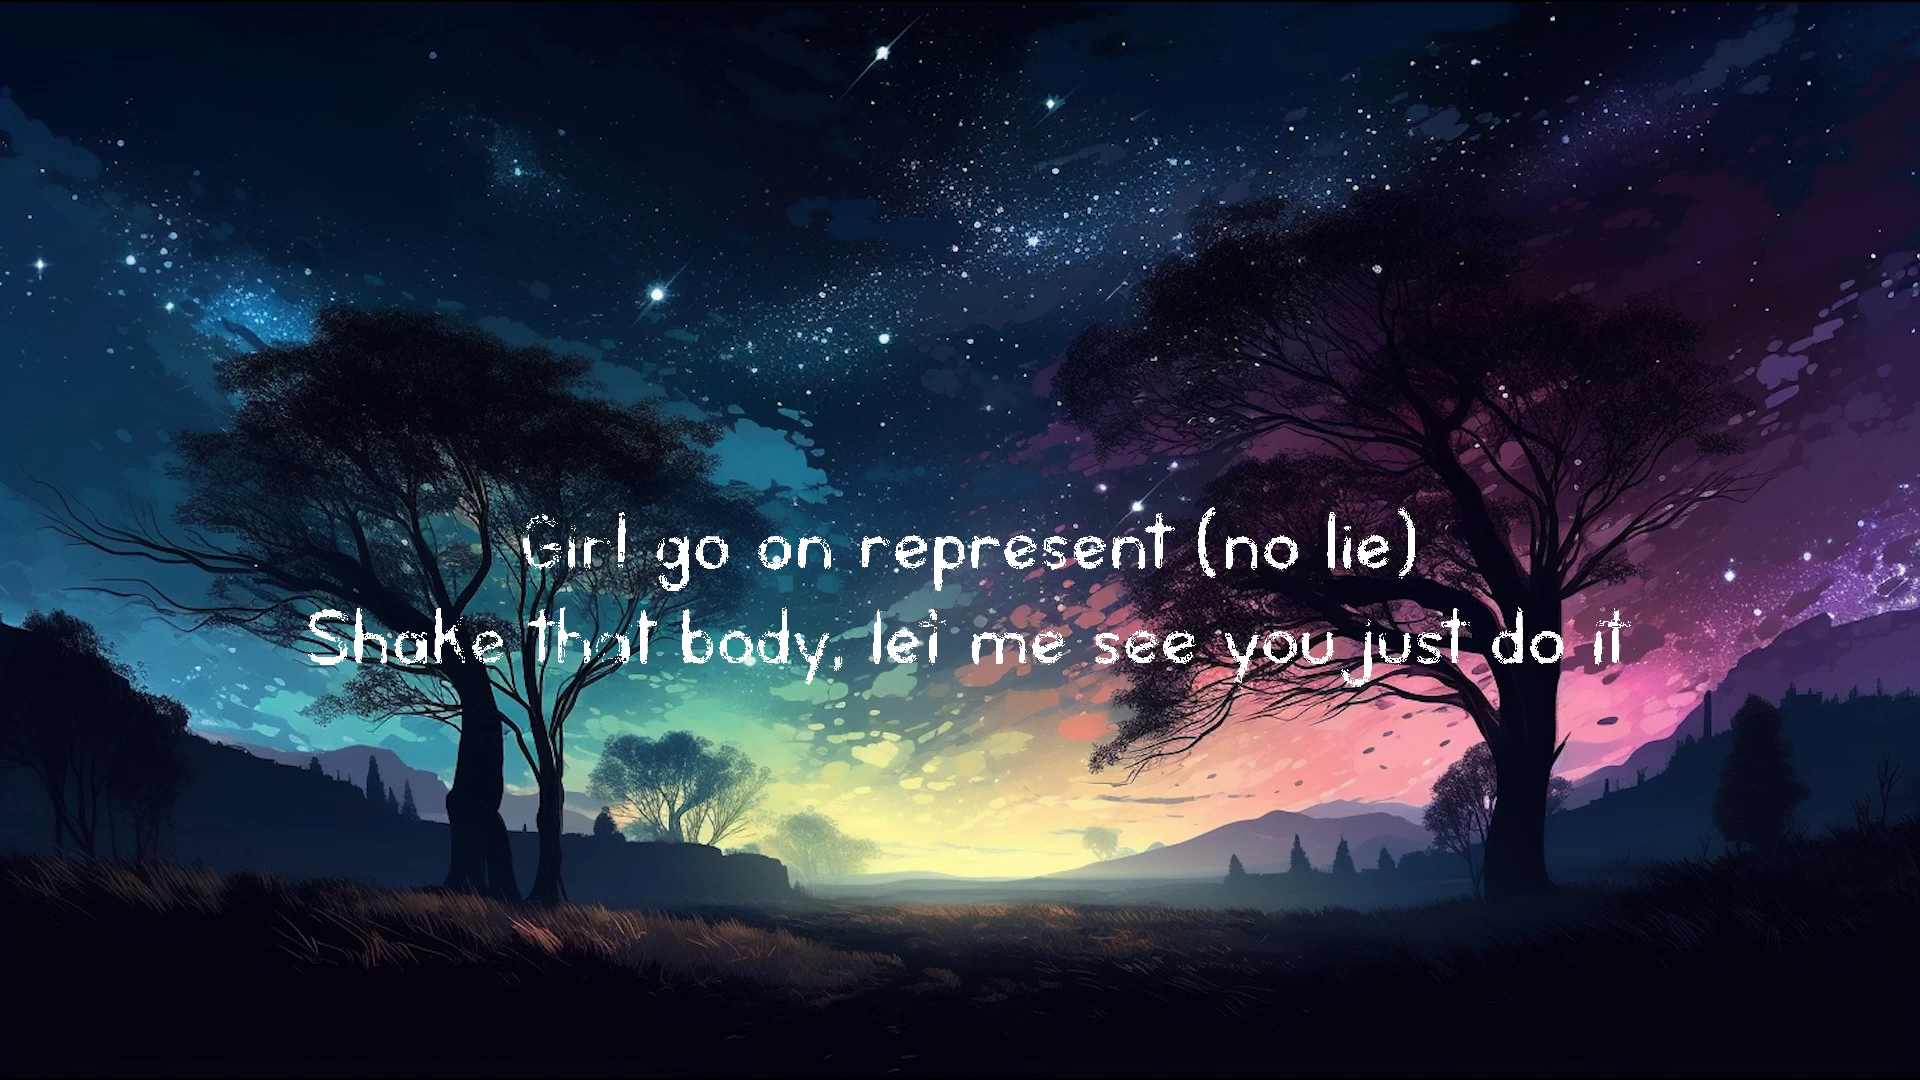 Girl go on represent (no lie)
Shake that body, let me see you just do it